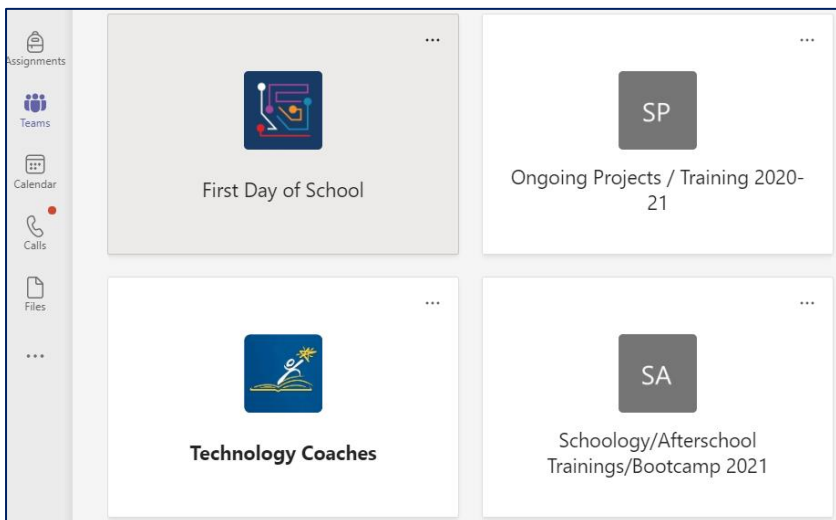 Assignments
Teams
Calendar
Calls
Files
...
...
First Day of School
...
SP
Ongoing Projects / Training 2020-
21
...
Technology Coaches
...
SA
Schoology/Afterschool
Trainings/Bootcamp 2021